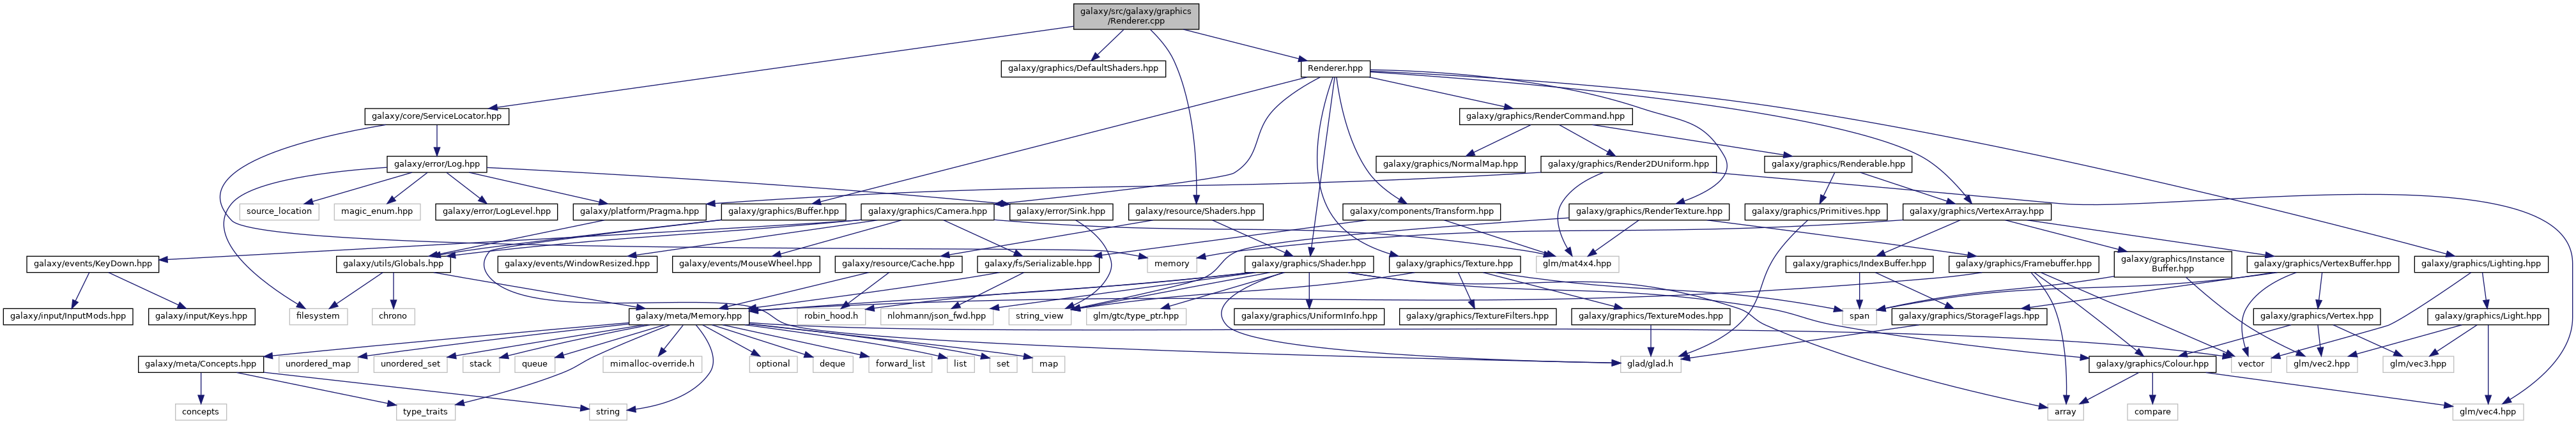 galaxy/src/galaxy/graphics
/Renderer.cpp
galaxy/graphics/DefaultShaders.hpp
Renderer.hpp
galaxy/core/ServiceLocator.hpp
galaxy/graphics/RenderCommand.hpp
galaxy/error/Log.hpp
galaxy/graphics/NormalMap.hpp
galaxy/graphics/Render2DUniform.hpp
galaxy/graphics/Renderable.hpp
source_location
magic_enum.hpp
galaxy/error/LogLevel.hpp
galaxy/platform/Pragma.hpp
galaxy/graphics/Buffer.hpp
galaxy/graphics/Camera.hpp
galaxy/error/Sink.hpp
galaxy/resource/Shaders.hpp
galaxy/components/Transform.hpp
galaxy/graphics/RenderTexture.hpp
galaxy/graphics/Primitives.hpp
galaxy/graphics/VertexArray.hpp
galaxy/events/KeyDown.hpp
galaxy/utils/Globals.hpp
galaxy/events/WindowResized.hpp
galaxy/events/MouseWheel.hpp
galaxy/resource/Cache.hpp
galaxy/fs/Serializable.hpp
memory
galaxy/graphics/Shader.hpp
galaxy/graphics/Texture.hpp
glm/mat4x4.hpp
galaxy/graphics/IndexBuffer.hpp
galaxy/graphics/Framebuffer.hpp
galaxy/graphics/Instance
Buffer.hpp
galaxy/graphics/VertexBuffer.hpp
galaxy/graphics/Lighting.hpp
galaxy/input/InputMods.hpp
galaxy/input/Keys.hpp
filesystem
chrono
galaxy/meta/Memory.hpp
robin_hood.h
nlohmann/json_fwd.hpp
string_view
glm/gtc/type_ptr.hpp
galaxy/graphics/UniformInfo.hpp
galaxy/graphics/TextureFilters.hpp
galaxy/graphics/TextureModes.hpp
span
galaxy/graphics/StorageFlags.hpp
galaxy/graphics/Vertex.hpp
galaxy/graphics/Light.hpp
galaxy/meta/Concepts.hpp
unordered_map
unordered_set
stack
queue
mimalloc-override.h
optional
deque
forward_list
list
set
map
glad/glad.h
galaxy/graphics/Colour.hpp
vector
glm/vec2.hpp
glm/vec3.hpp
concepts
type_traits
string
array
compare
glm/vec4.hpp